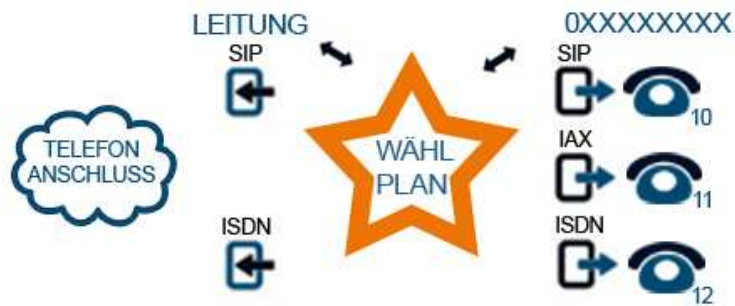 LEITUNG
0XXXXXXXX
SIP
SIP
10
TELEFON
ANSCHLUSS
WÄHL
PLAN
IAX
11
ISDN
ISDN
12